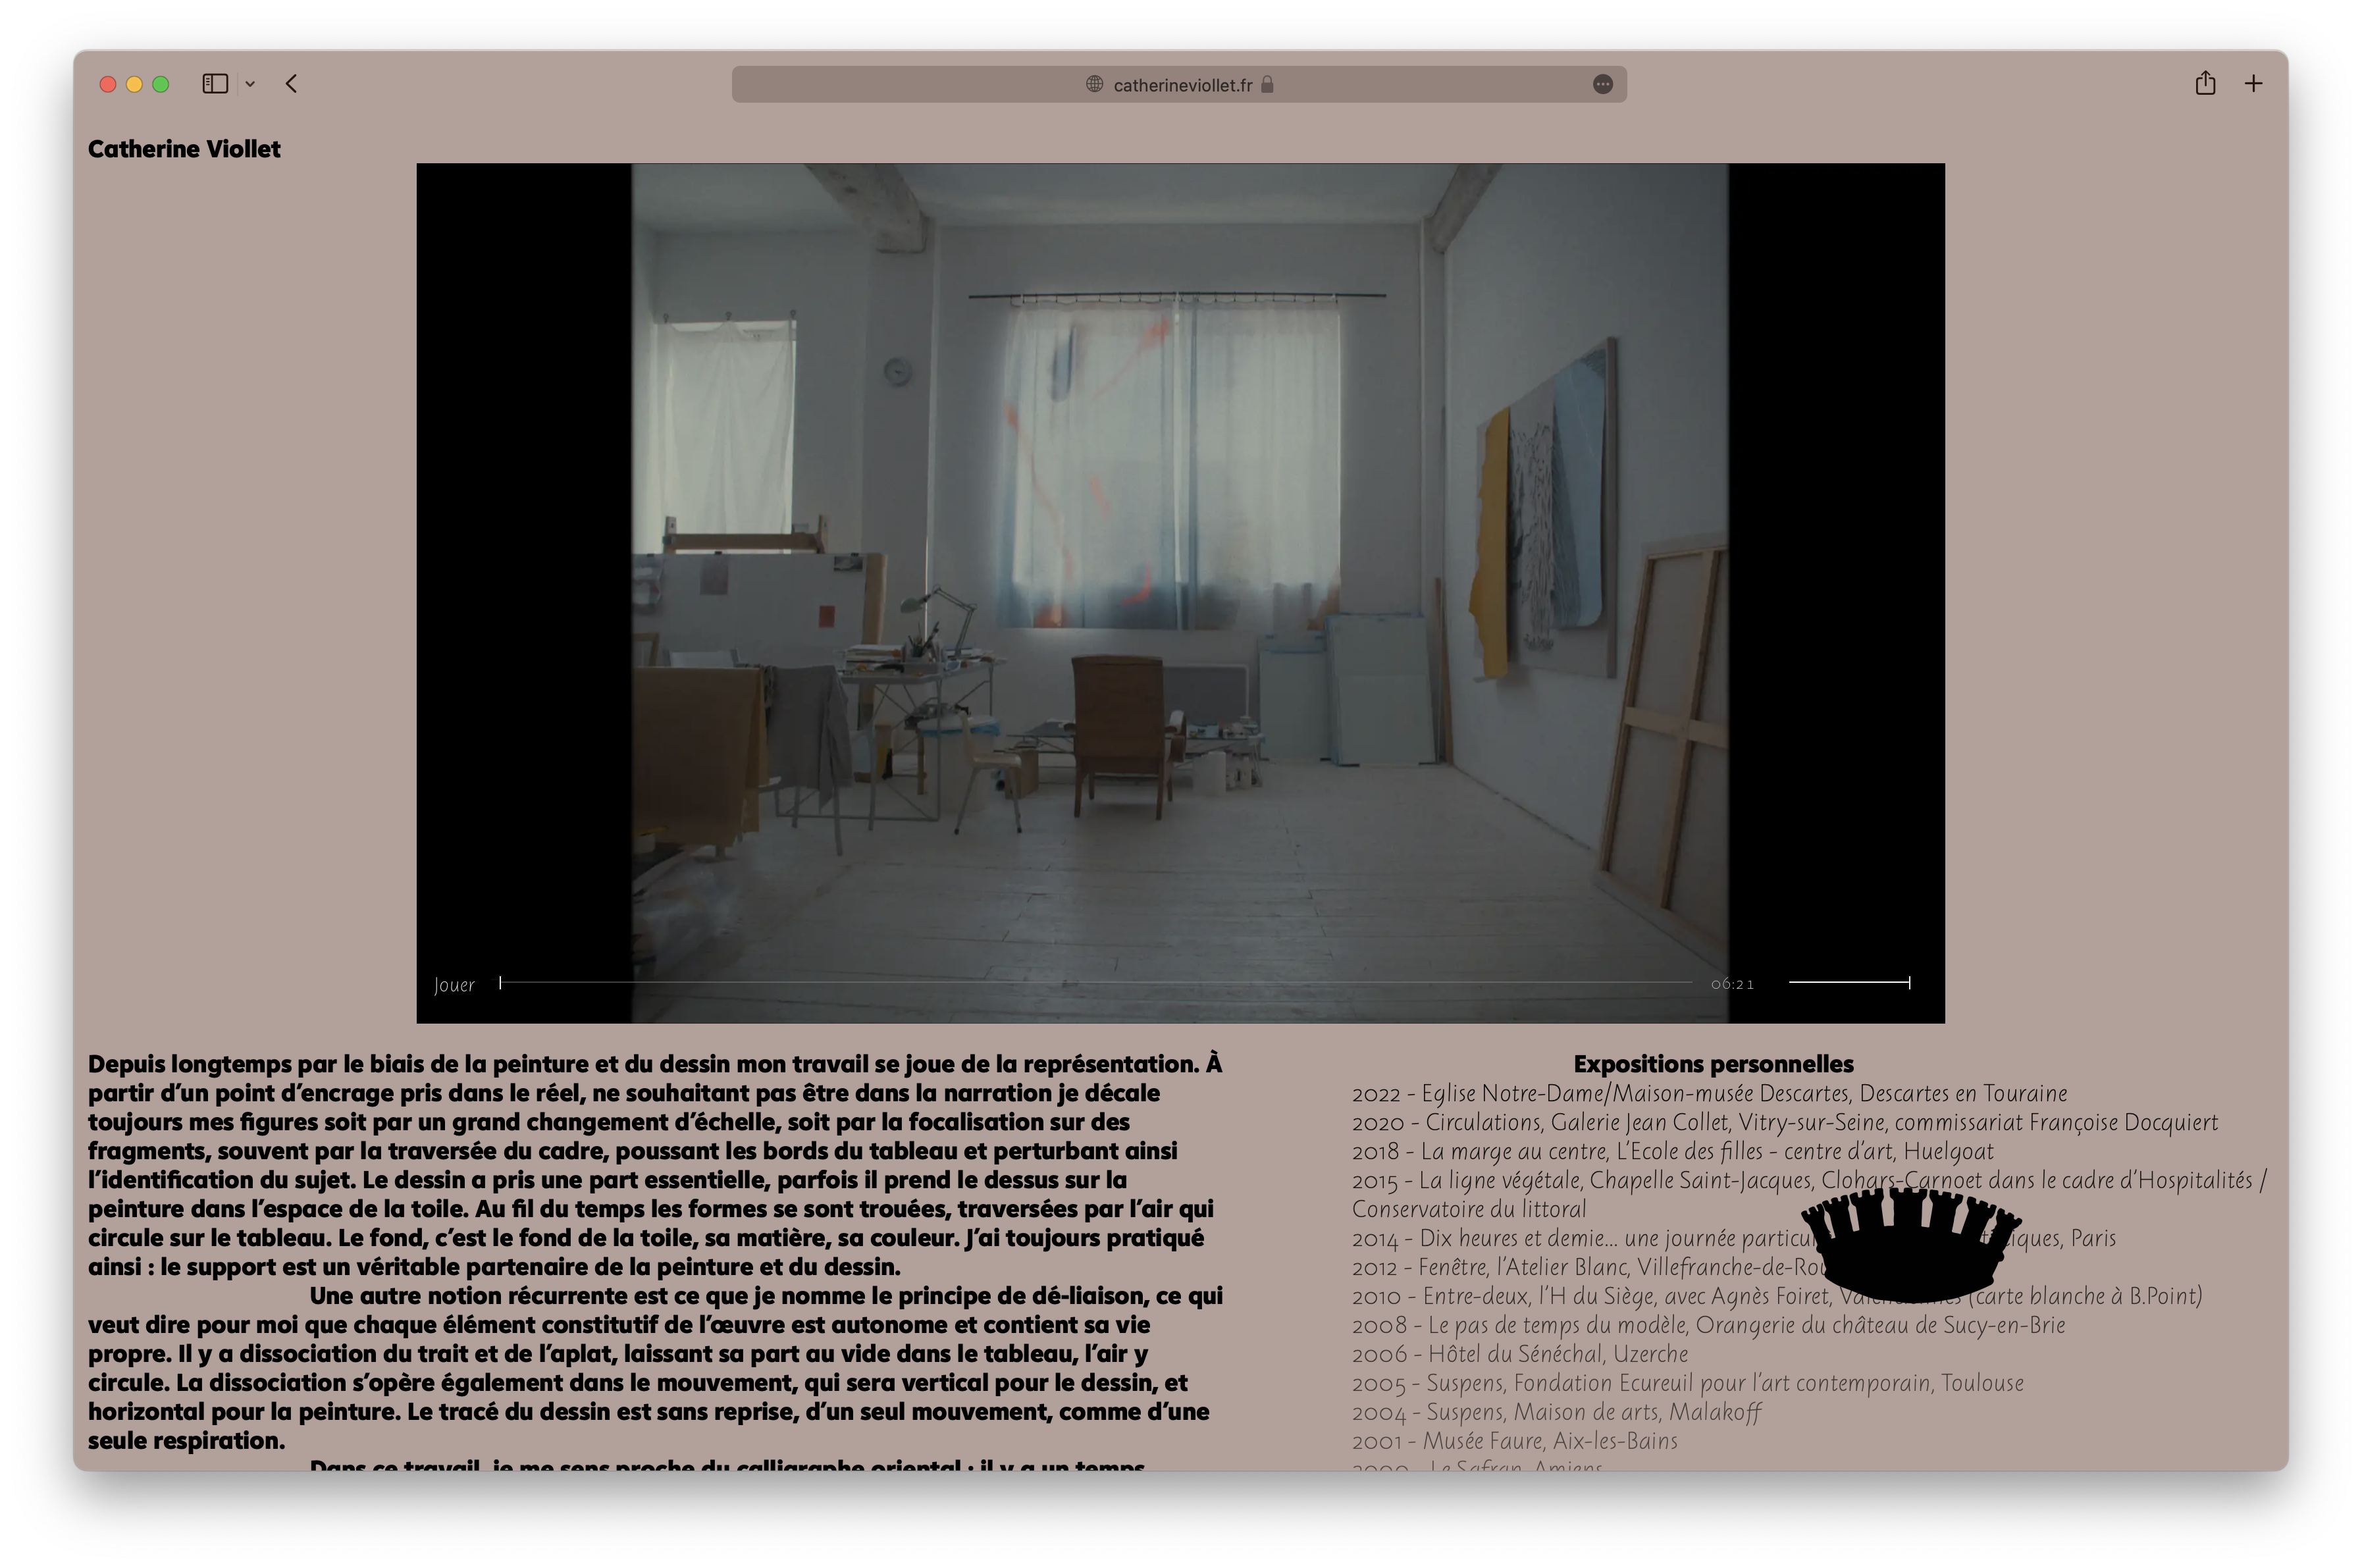 catherineviollet.fr
Catherine Viollet
Jouer
06:21
Depuis longtemps par le biais de la peinture et du dessin mon travail se joue de la représentation. À
partir d’un point d’encrage pris dans le réel, ne souhaitant pas être dans la narration je décale
toujours mes figures soit par un grand changement d’échelle, soit par la focalisation sur des
fragments, souvent par la traversée du cadre, poussant les bords du tableau et perturbant ainsi
l’identification du sujet. Le dessin a pris une part essentielle, parfois il prend le dessus sur la
peinture dans l’espace de la toile. Au fil du temps les formes se sont trouées, traversées par l’air qui
circule sur le tableau. Le fond, c’est le fond de la toile, sa matière, sa couleur. J’ai toujours pratiqué
ainsi : le support est un véritable partenaire de la peinture et du dessin.
Une autre notion récurrente est ce que je nomme le principe de dé-liaison, ce qui
veut dire pour moi que chaque élément constitutif de l’œuvre est autonome et contient sa vie
propre. Il y a dissociation du trait et de l’aplat, laissant sa part au vide dans le tableau, l’air y
circule. La dissociation s’opère également dans le mouvement, qui sera vertical pour le dessin, et
horizontal pour la peinture. Le tracé du dessin est sans reprise, d’un seul mouvement, comme d’une
seule respiration.
Dans ce travail, je me sens proche du calligraphe oriental : il y a un temps
Expositions personnelles
2022 - Eglise Notre-Dame/Maison-musée Descartes, Descartes en Touraine
2020 - Circulations, Galerie Jean Collet, Vitry-sur-Seine, commissariat Françoise Docquiert
2018 - La marge au centre, L’Ecole des filles - centre d’art, Huelgoat
2015 - La ligne végétale, Chapelle Saint-Jacques, Clohars-Carnoet dans le cadre d’Hospitalités /
Conservatoire du littoral
2014 - Dix heures et demie... une journée Paris
2012 - Fenêtre, l’Atelier Blanc,
2010 - Entre-deux, l’H du Siège, avec Agnès Foiret, (carte blanche à B.Point)
2008 - Le pas de temps du modèle, Orangerie du château de Sucy-en-Brie
2006 - Hôtel du Sénéchal, Uzerche
2005 - Suspens, Fondation Ecureuil pour l’art contemporain, Toulouse
2004 - Suspens, Maison de arts, Malakoff
2001 - Musée Faure, Aix-les-Bains
2000 - Le Safran, Amiens